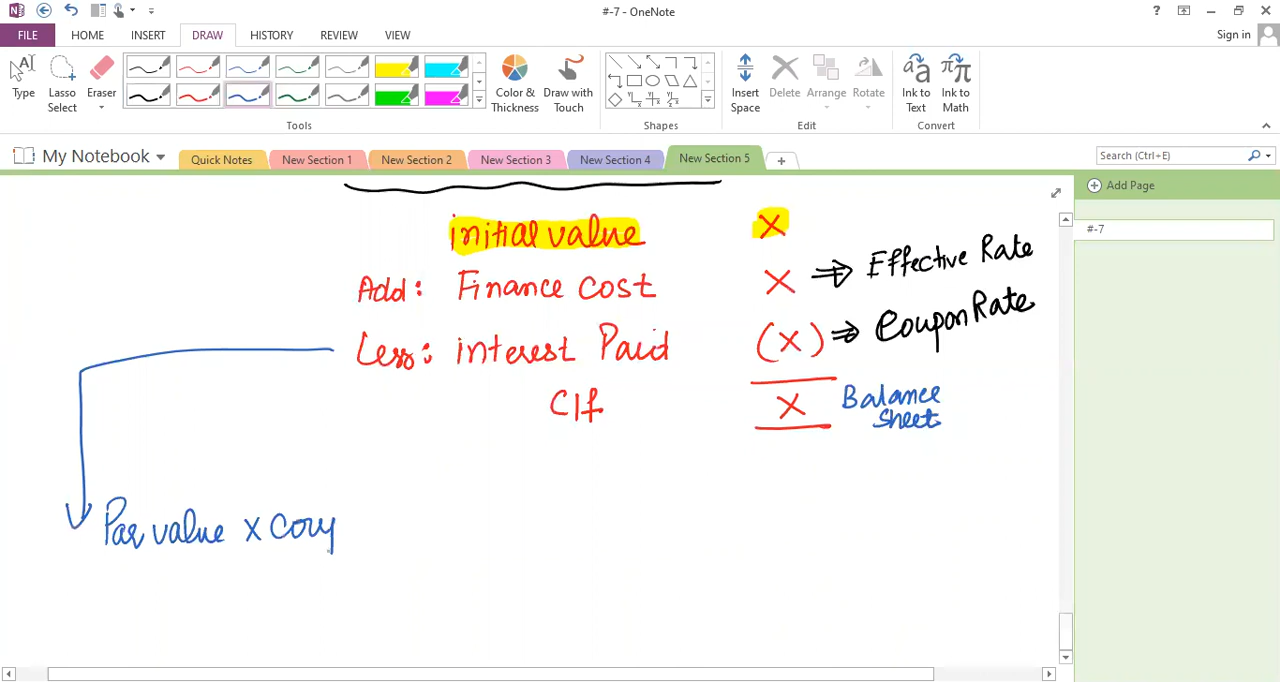 #-7 - OneNote
? Sign in
FILE HOME INSERT DRAW HISTORY REVIEW VIEW
Type Lasso Select Eraser Color & Thickness Draw with Touch Insert Space Delete Arrange Rotate Ink to Text Ink to Math
Tools Shapes Edit Convert
My Notebook Quick Notes New Section 1 New Section 2 New Section 3 New Section 4 New Section 5 Search (Ctrl+E)
Add Page
#-7
initial value X
Add: Finance Cost X ⇒ Effective Rate
Less: interest Paid (X) ⇒ Coupon Rate
C/f X Balance Sheet
Par value x Coup